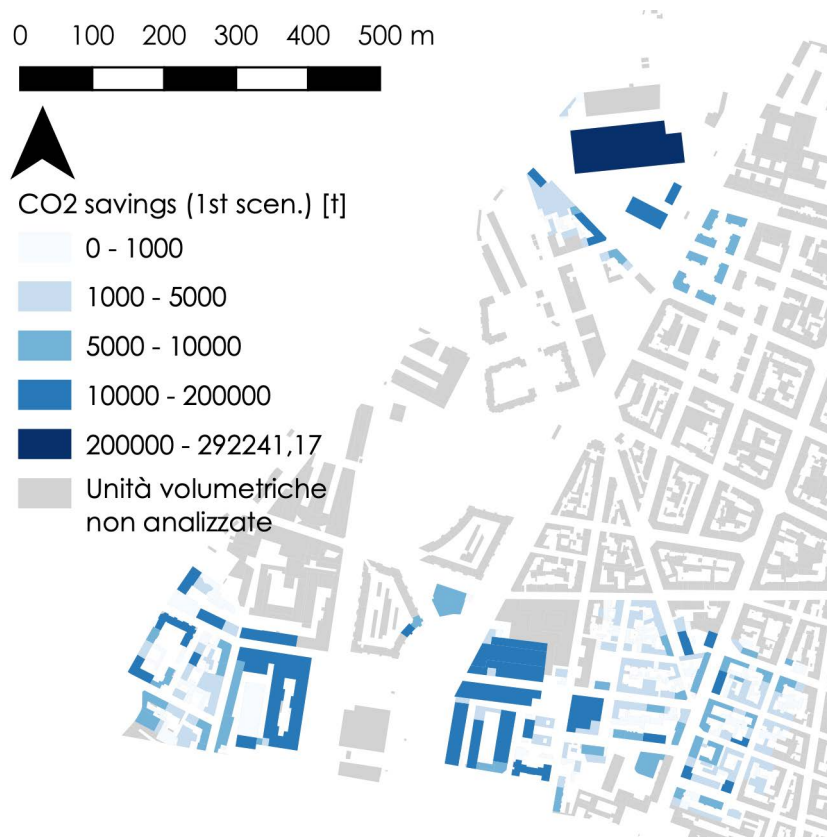 0 100 200 300 400 500 m
CO2 savings (1st scen.) [t]
0 - 1000
1000 - 5000
5000 - 10000
10000 - 200000
200000 - 292241,17
Unità volumetriche
non analizzate